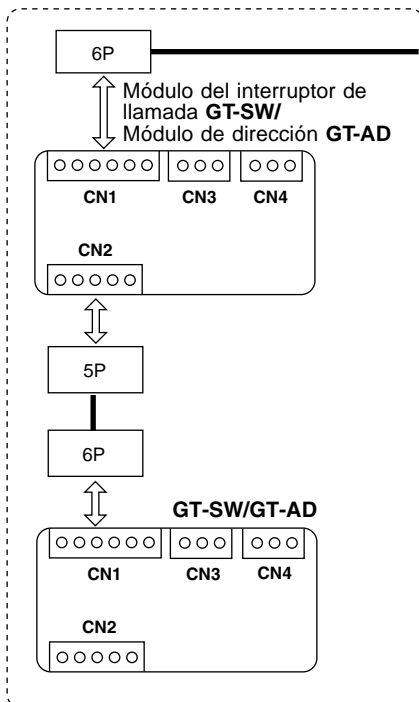 6P
Módulo del interruptor de
llamada GT-SW/
Módulo de dirección GT-AD
CN1 CN3 CN4
CN2
5P
6P
GT-SW/GT-AD
CN1 CN3 CN4
CN2